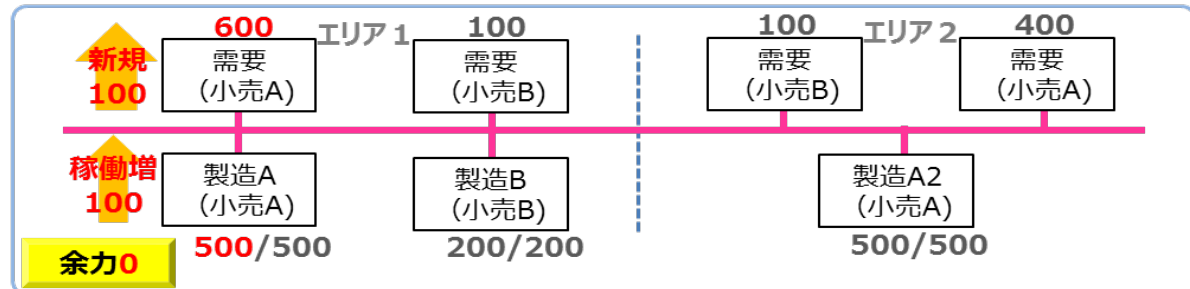 新規
100
600
エリア1
100
需要
(小売A)
需要
(小売B)
100
エリア2
400
需要
(小売B)
需要
(小売A)
稼働増
100
製造A
(小売A)
500/500
製造B
(小売B)
200/200
製造A2
(小売A)
500/500
余力0